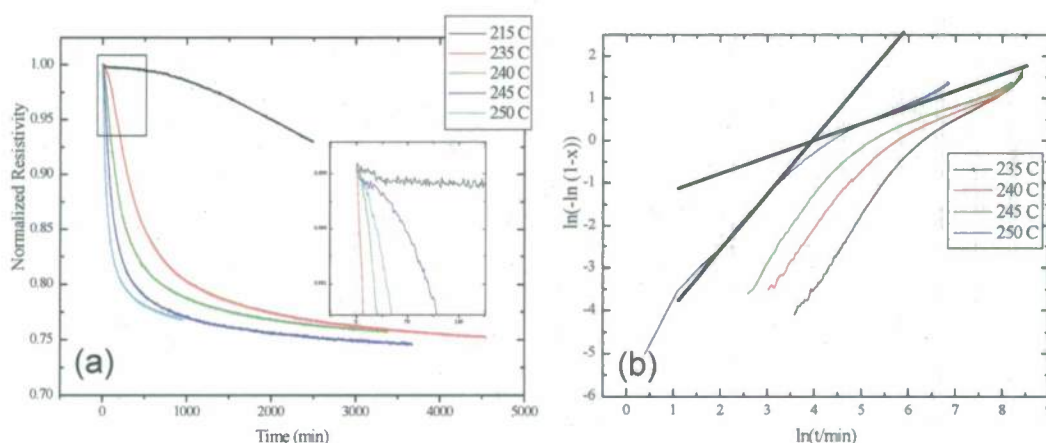 215 C
235 C
240 C
245 C
250 C
1.00
0.95
0.90
0.85
0.80
0.75
0.70
Normalized Resistivity
0 1000 2000 3000 4000 5000
Time (min)
(a)
2
1
0
-1
-2
-3
-4
-5
-6
ln(-ln (1-x)
235 C
240 C
245 C
250 C
0 1 2 3 4 5 6 7 8
ln(t/min)
(b)